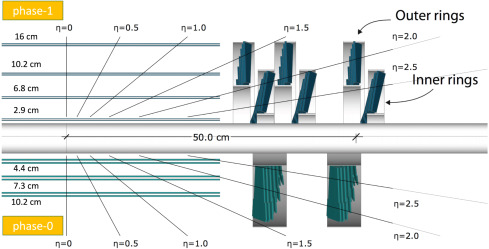 phase-1
η=0 η=0.5 η=1.0 η=1.5 η=2.0
Outer rings
η=2.5
Inner rings
16 cm
10.2 cm
6.8 cm
2.9 cm
50.0 cm
4.4 cm
7.3 cm
10.2 cm
η=2.5
phase-0
η=2.0
η=0 η=0.5 η=1.0 η=1.5